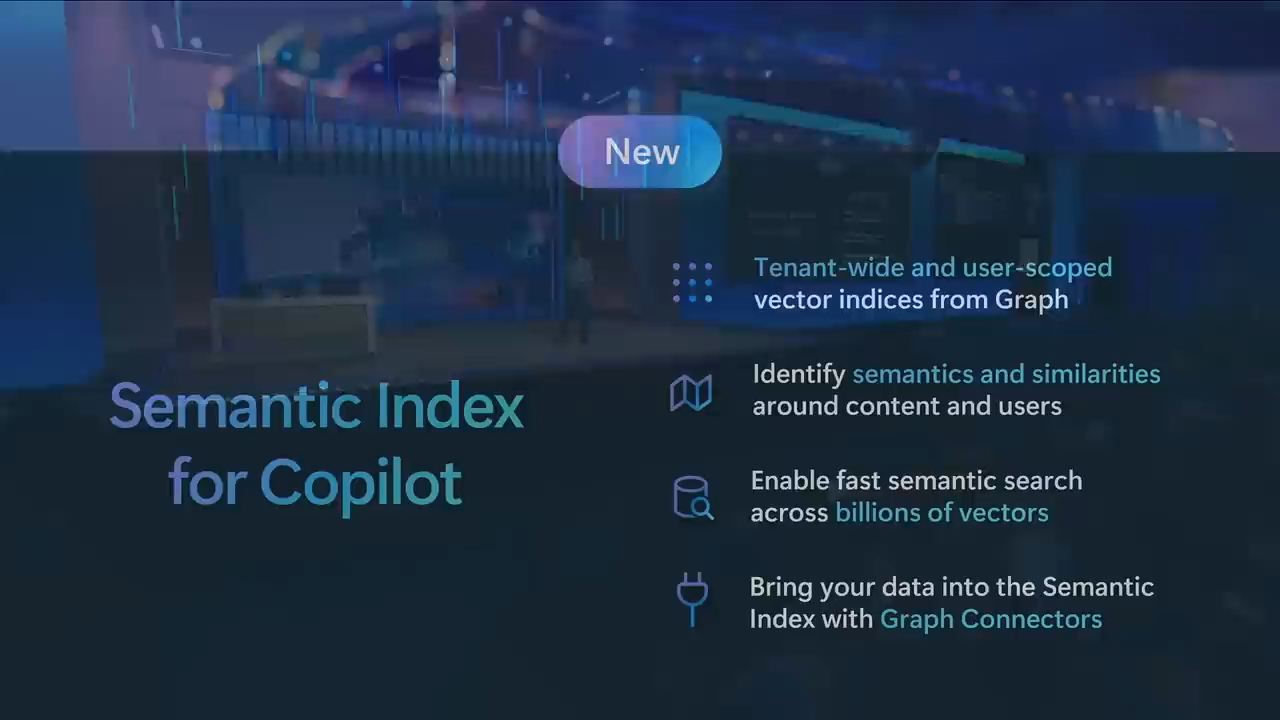 New
Semantic Index
for Copilot
Tenant-wide and user-scoped
vector indices from Graph
Identify semantics and similarities
around content and users
Enable fast semantic search
across billions of vectors
Bring your data into the Semantic
Index with Graph Connectors